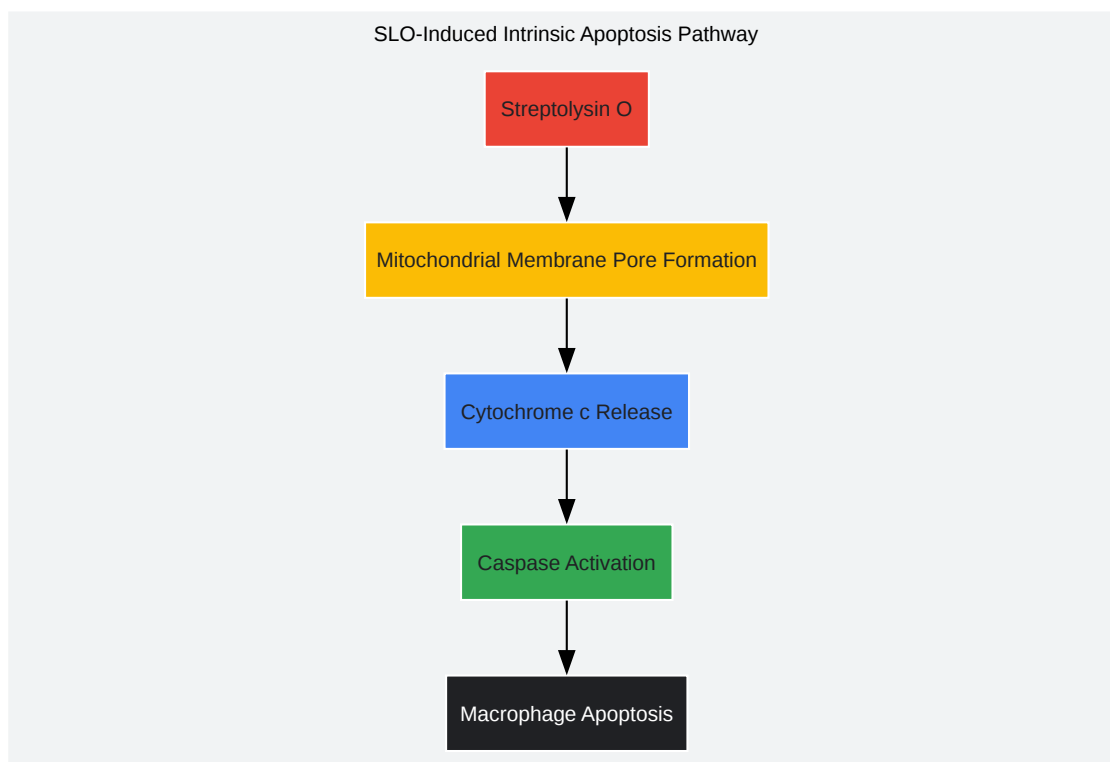 SLO-Induced Intrinsic Apoptosis Pathway
Streptolysin O
Mitochondrial Membrane Pore Formation
Cytochrome c Release
Caspase Activation
Macrophage Apoptosis